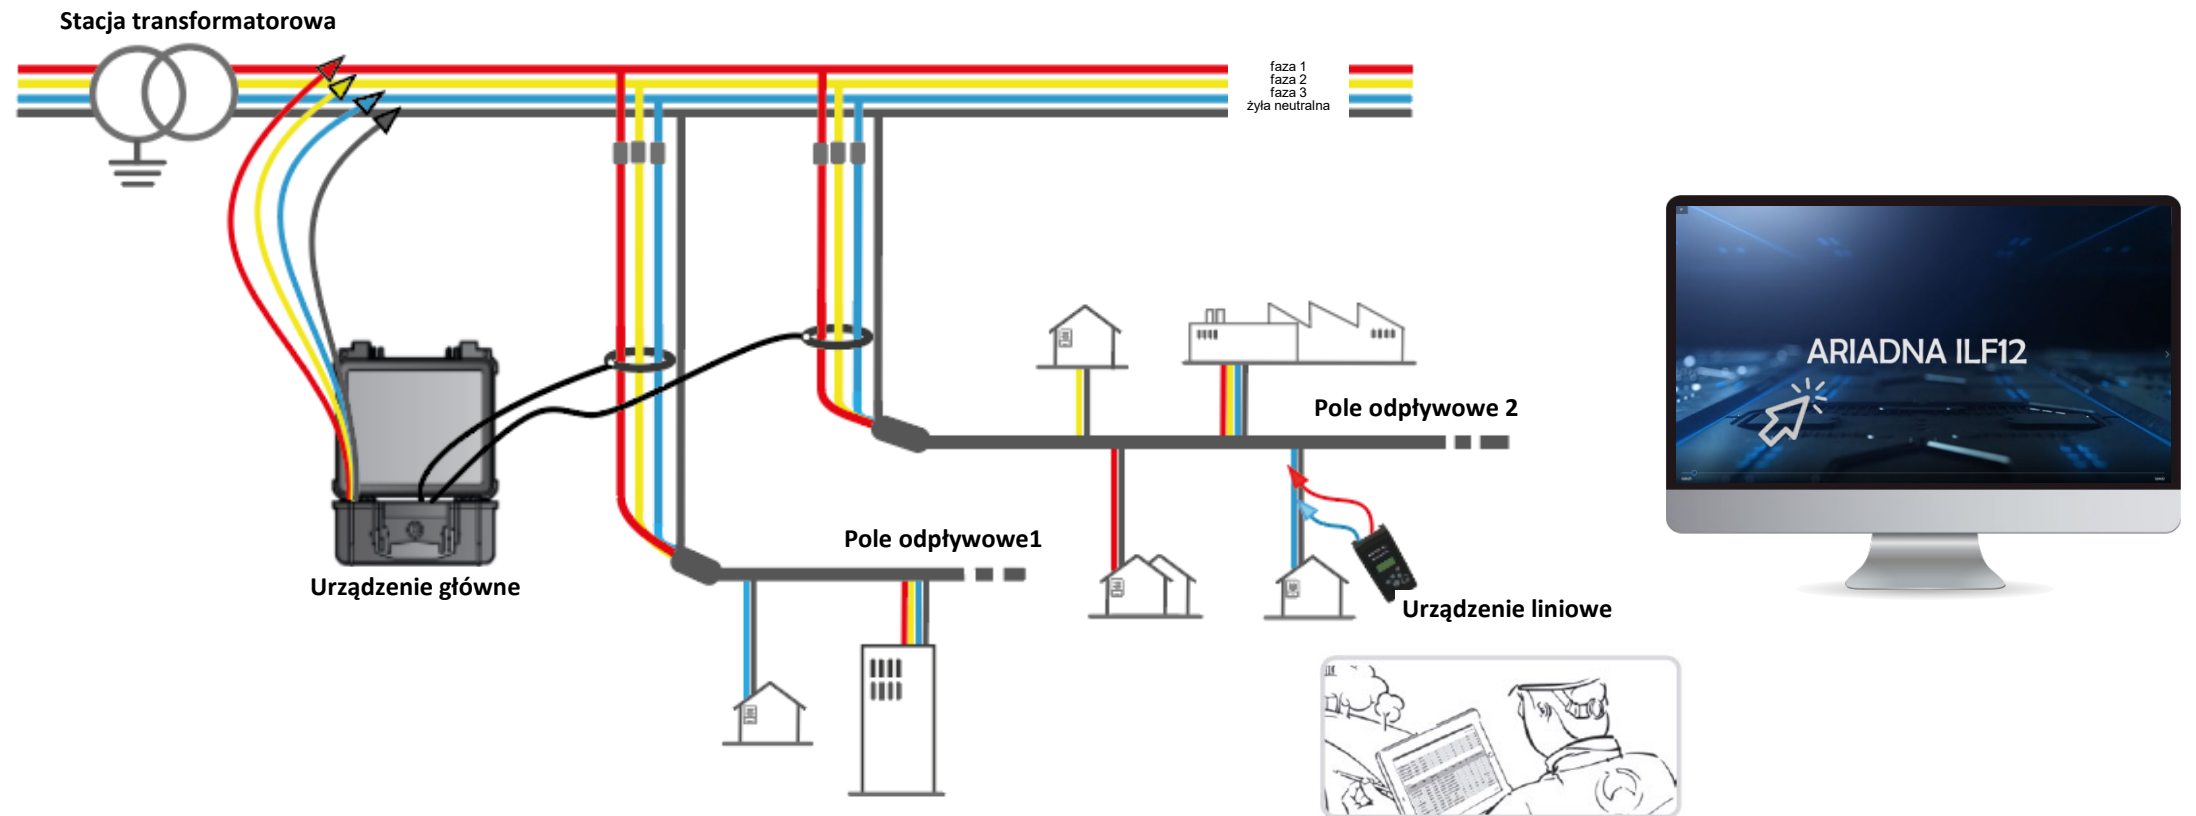 Stacja transformatorowa
faza 1
faza 2
faza 3
żyła neutralna
ARIADNA ILF12
Pole odpływowe 2
Pole odpływowe1
Urządzenie główne
Urządzenie liniowe